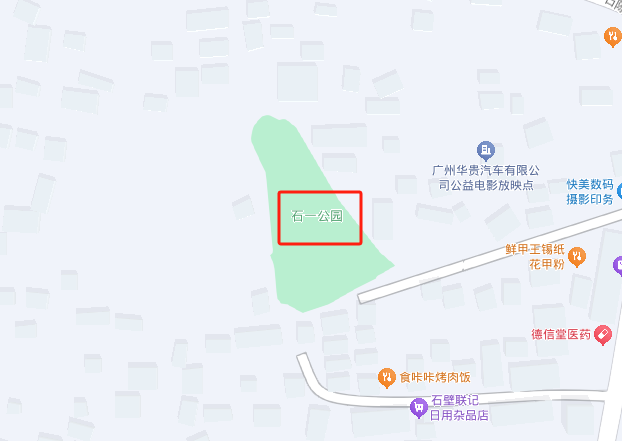 广州华贵汽车有限公
司公益电影放映点
快美数码
摄影印务
石一公园
鲜甲王锡纸
花甲粉
德信堂医药
食咔咔烤肉饭
石壁联记
日用杂品店